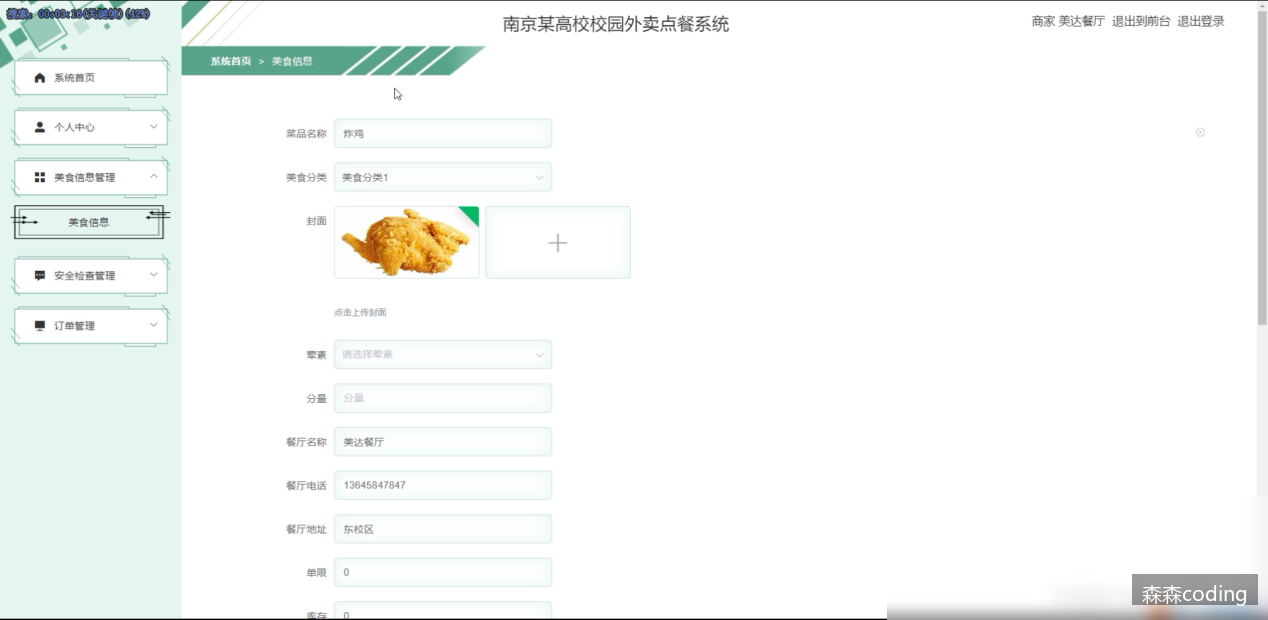 搜索: 00:03:18(关键帧)(42%)
南京某高校校园外卖点餐系统
商家 美达餐厅 退出到前台 退出登录
系统首页 > 美食信息
系统首页
个人中心
美食信息管理
美食信息
安全检查管理
订单管理
菜品名称 炸鸡
美食分类 美食分类1
封面
点击上传封面
荤素 请选择荤素
分量 分量
餐厅名称 美达餐厅
餐厅电话 13645847847
餐厅地址 东校区
单限 0
库存 0
森森coding